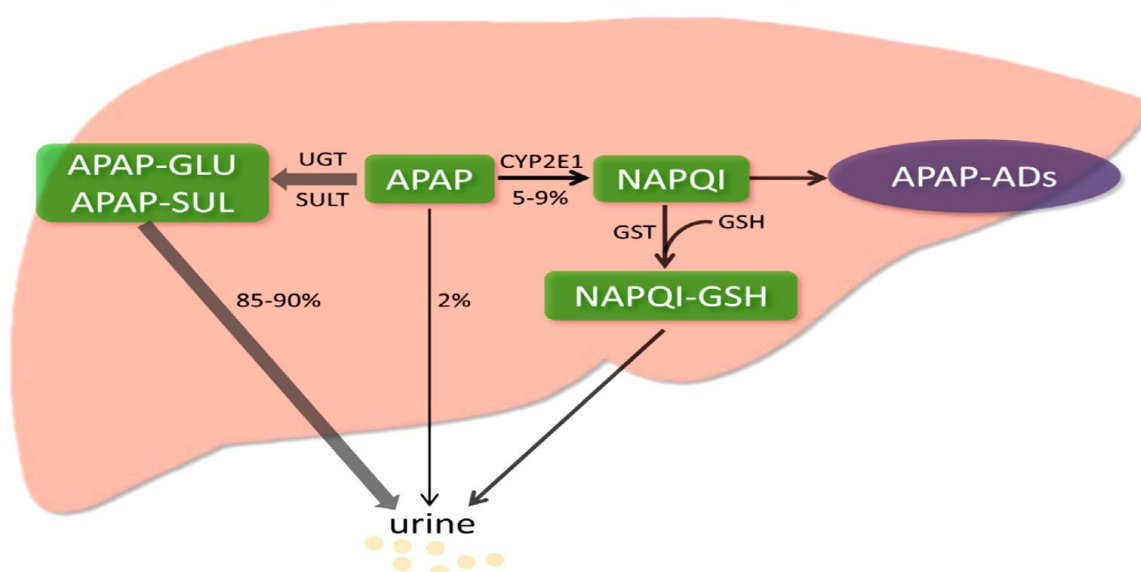 APAP-GLU
APAP-SUL
UGT
SULT
APAP
CYP2E1
5-9%
NAPQI
APAP-ADs
GST
GSH
NAPQI-GSH
85-90%
2%
urine